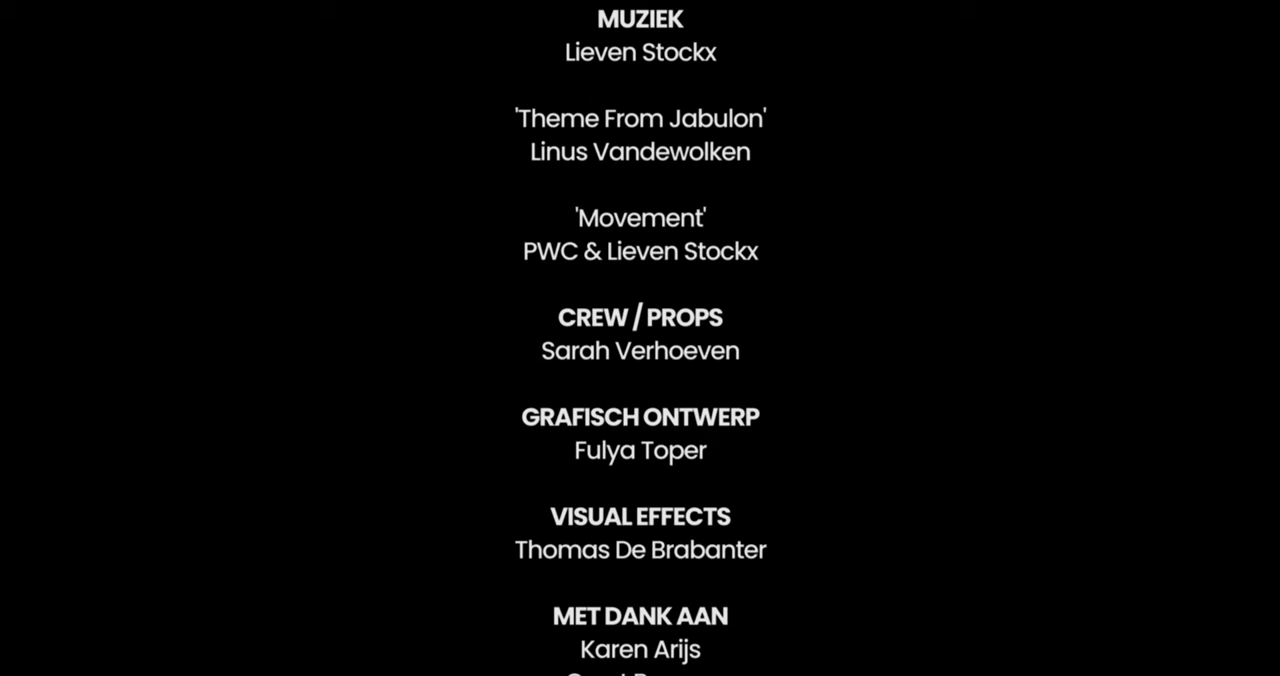 MUZIEK
Lieven Stockx
'Theme From Jabulon'
Linus Vandewolken
'Movement'
PWC & Lieven Stockx
CREW / PROPS
Sarah Verhoeven
GRAFISCH ONTWERP
Fulya Toper
VISUAL EFFECTS
Thomas De Brabanter
MET DANK AAN
Karen Arijs